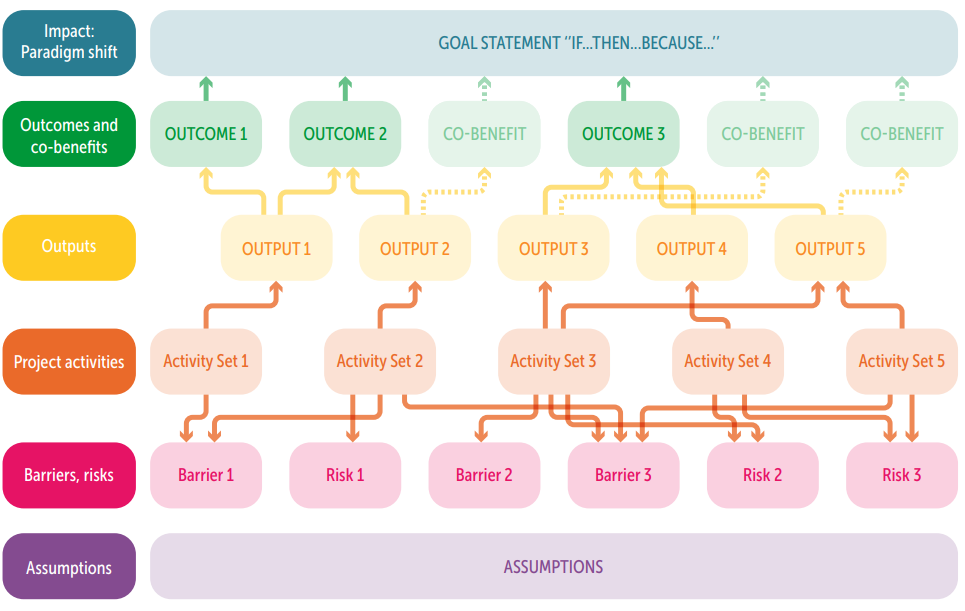 Impact:
Paradigm shift
GOAL STATEMENT "IF...THEN...BECAUSE..."
Outcomes and
co-benefits
OUTCOME 1
OUTCOME 2
CO-BENEFIT
OUTCOME 3
CO-BENEFIT
CO-BENEFIT
Outputs
OUTPUT 1
OUTPUT 2
OUTPUT 3
OUTPUT 4
OUTPUT 5
Project activities
Activity Set 1
Activity Set 2
Activity Set 3
Activity Set 4
Activity Set 5
Barriers, risks
Barrier 1
Risk 1
Barrier 2
Barrier 3
Risk 2
Risk 3
Assumptions
ASSUMPTIONS